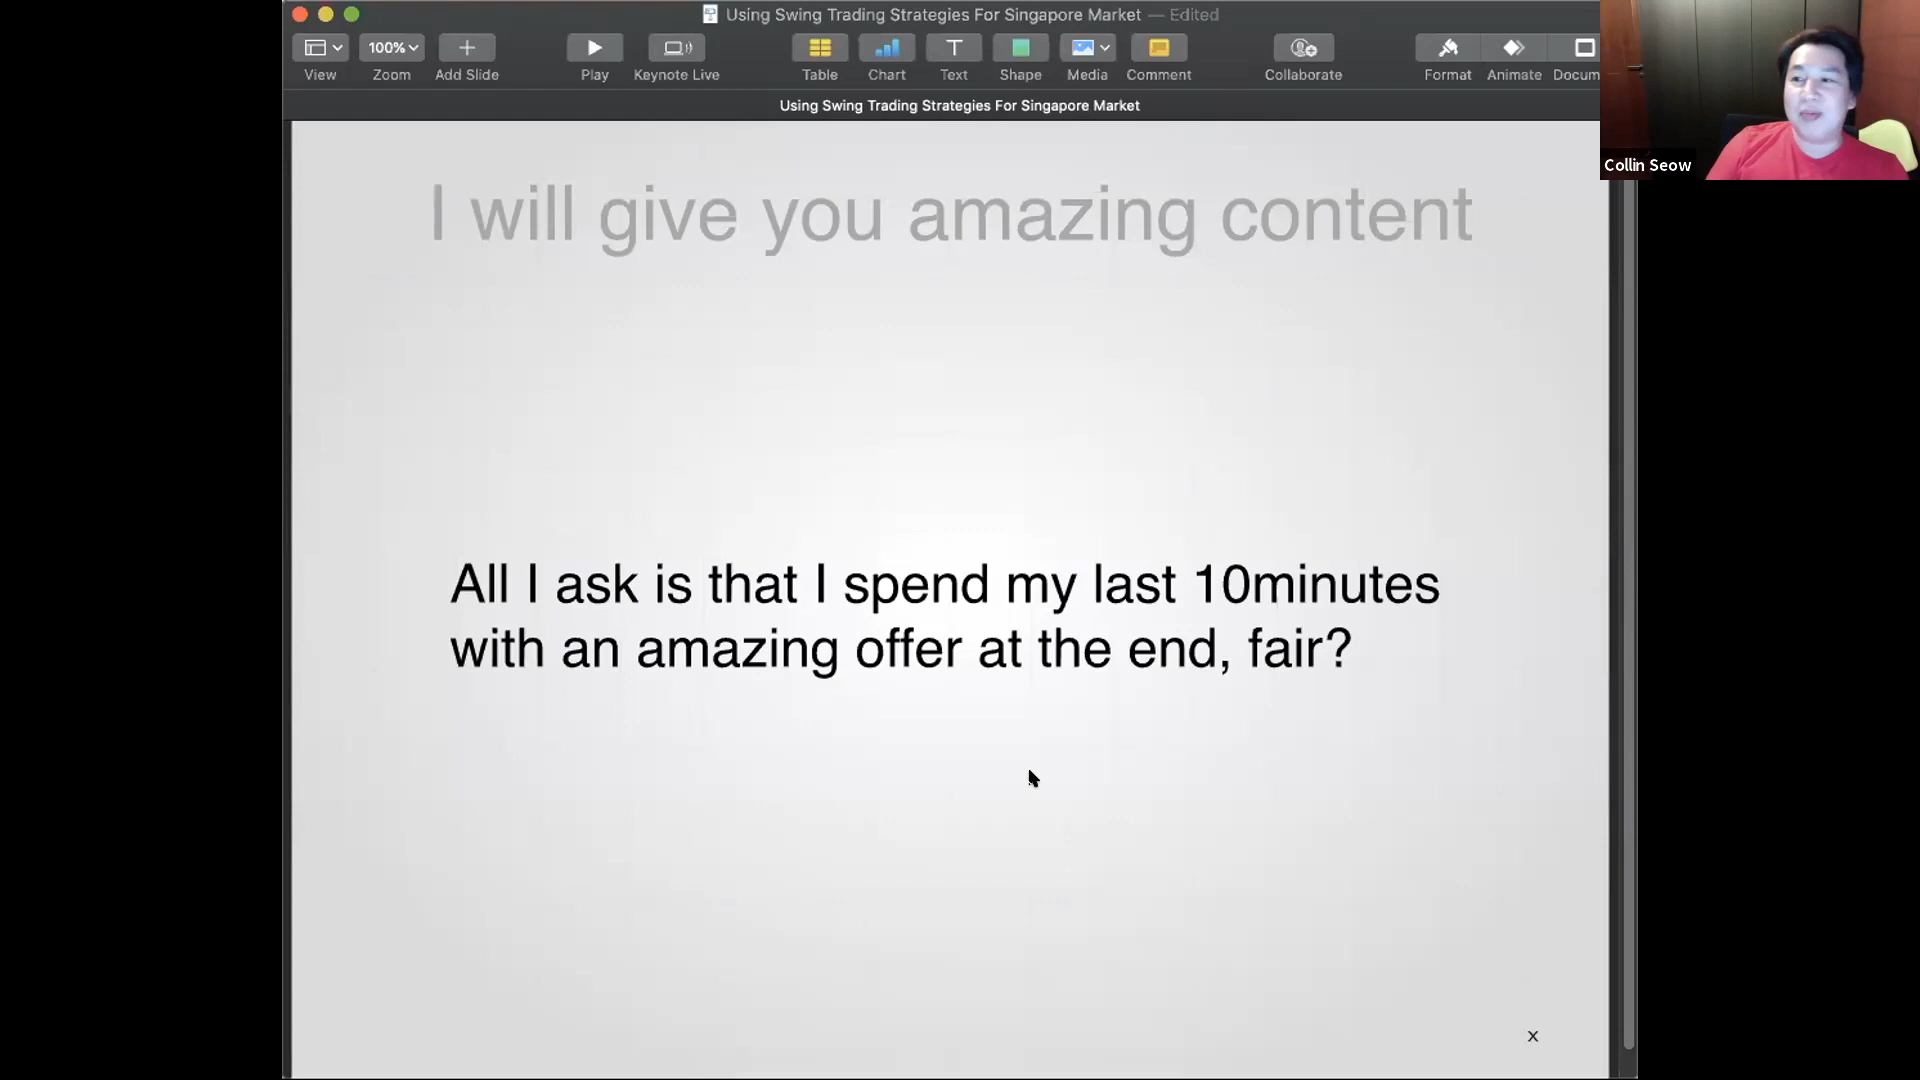 Using Swing Trading Strategies For Singapore Market — Edited
100%
View
Zoom
Add Slide
Play
Keynote Live
Table
Chart
Text
Shape
Media
Comment
Collaborate
Format
Animate
Docum
Using Swing Trading Strategies For Singapore Market
Collin Seow
I will give you amazing content
All I ask is that I spend my last 10minutes
with an amazing offer at the end, fair?
x